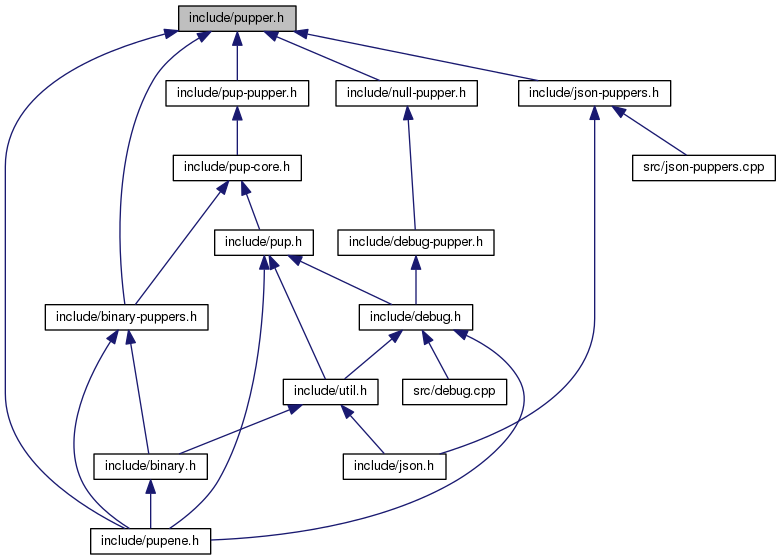 include/pupper.h
include/pup-pupper.h
include/null-pupper.h
include/json-puppers.h
include/pup-core.h
src/json-puppers.cpp
include/pup.h
include/debug-pupper.h
include/binary-puppers.h
include/debug.h
include/util.h
src/debug.cpp
include/binary.h
include/json.h
include/pupene.h